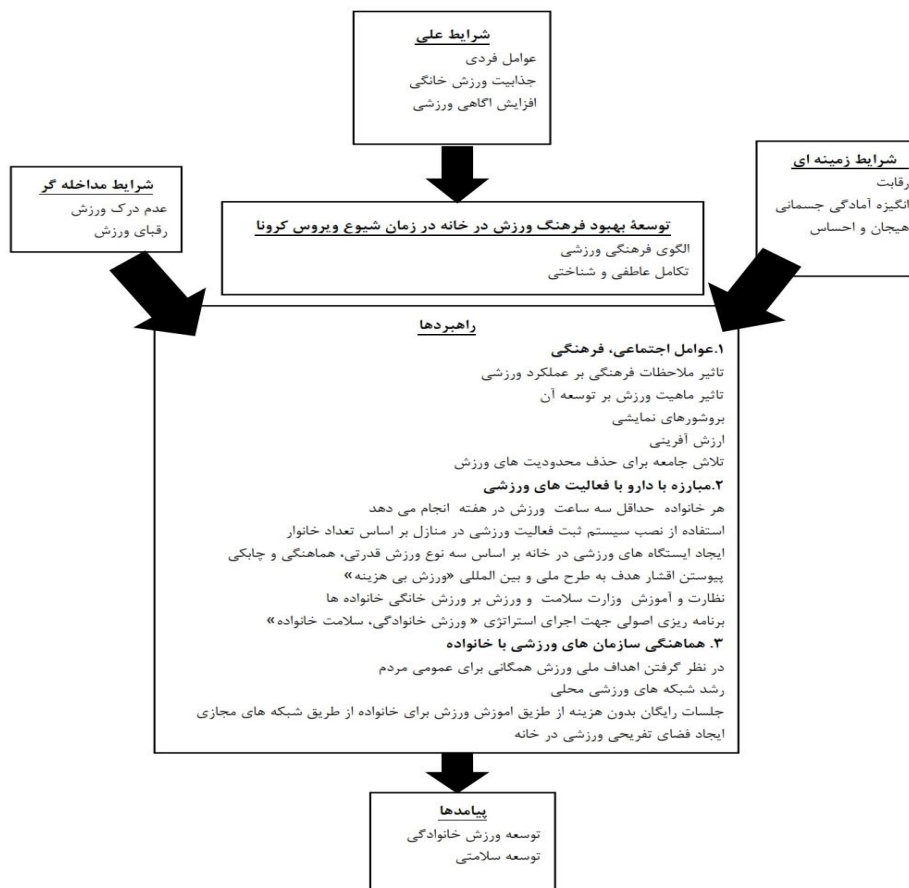 شرایط علی
عوامل فردی
جذابیت ورزش خانگی
افزایش اگاهی ورزشی
شرایط زمینه ای
رقابت
انگیزه آمادگی جسمانی
هیجان و احساس
شرایط مداخله گر
عدم درک ورزش
رقبای ورزش
توسعهٔ بهبود فرهنگ ورزش در خانه در زمان شیوع ویروس کرونا
الگوی فرهنگی ورزشی
تکامل عاطفی و شناختی
راهبردها
۱.عوامل اجتماعی، فرهنگی
تاثیر ملاحظات فرهنگی بر عملکرد ورزشی
تاثیر ماهیت ورزش بر توسعه آن
بروشورهای نمایشی
ارزش آفرینی
تلاش جامعه برای حذف محدودیت های ورزش
۲.مبارزه با دارو با فعالیت های ورزشی
هر خانواده حداقل سه ساعت ورزش در هفته انجام می دهد
استفاده از نصب سیستم ثبت فعالیت ورزشی در منازل بر اساس تعداد خانوار
ایجاد ایستگاه های ورزشی در خانه بر اساس سه نوع ورزش قدرتی، هماهنگی و چابکی
پیوستن اقشار هدف به طرح ملی و بین المللی «ورزش بی هزینه»
نظارت و آموزش وزارت سلامت و ورزش بر ورزش خانگی خانواده ها
برنامه ریزی اصولی جهت اجرای استراتژی « ورزش خانوادگی، سلامت خانواده»
۳. هماهنگی سازمان های ورزشی با خانواده
در نظر گرفتن اهداف ملی ورزش همگانی برای عمومی مردم
رشد شبکه های ورزشی محلی
جلسات رایگان بدون هزینه از طزیق اموزش ورزش برای خانواده از طریق شبکه های مجازی
ایجاد فضای تفریحی ورزشی در خانه
پیامدها
توسعه ورزش خانوادگی
توسعه سلامتی